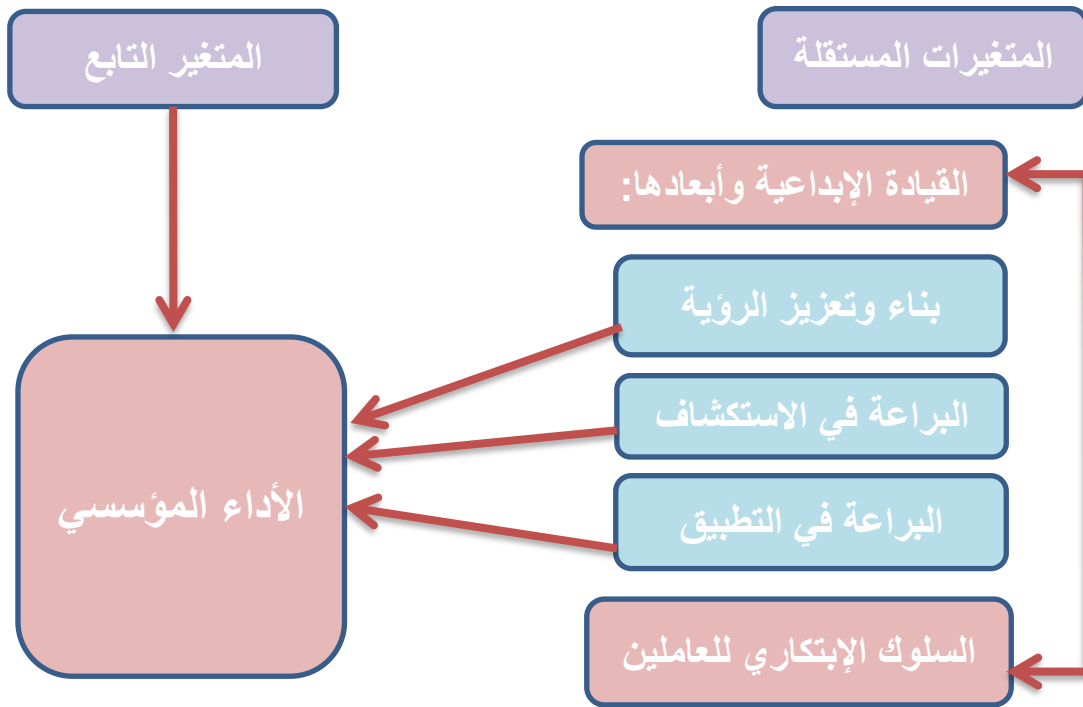 المتغيرات المستقلة
المتغير التابع
القيادة الإبداعية وأبعادها:
بناء وتعزيز الرؤية
البراعة في الاستكشاف
البراعة في التطبيق
السلوك الإبتكاري للعاملين
الأداء المؤسسي